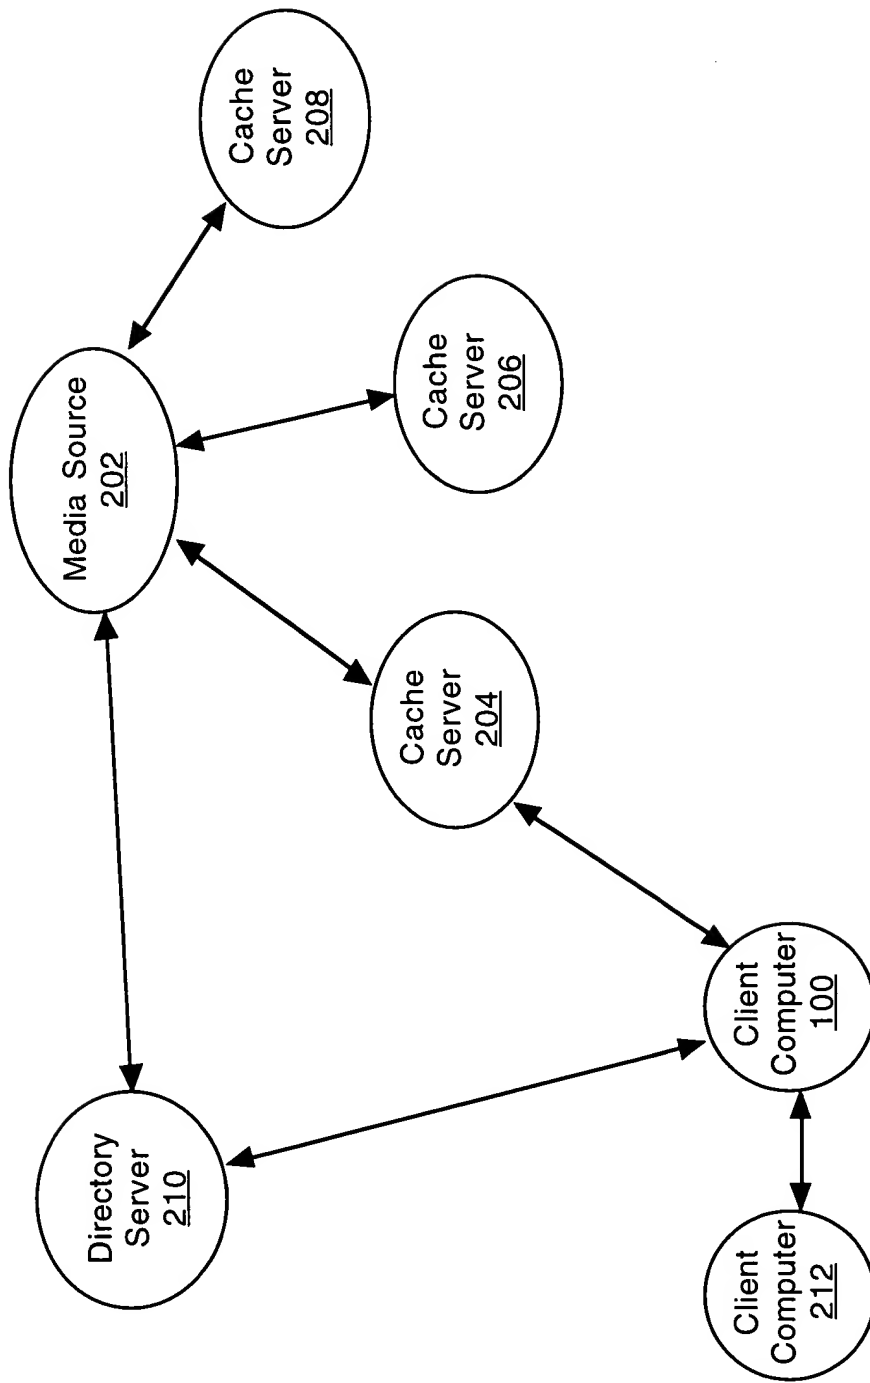 Media Source
202
Cache
Server
208
Cache
Server
206
Cache
Server
204
Directory
Server
210
Client
Computer
100
Client
Computer
212